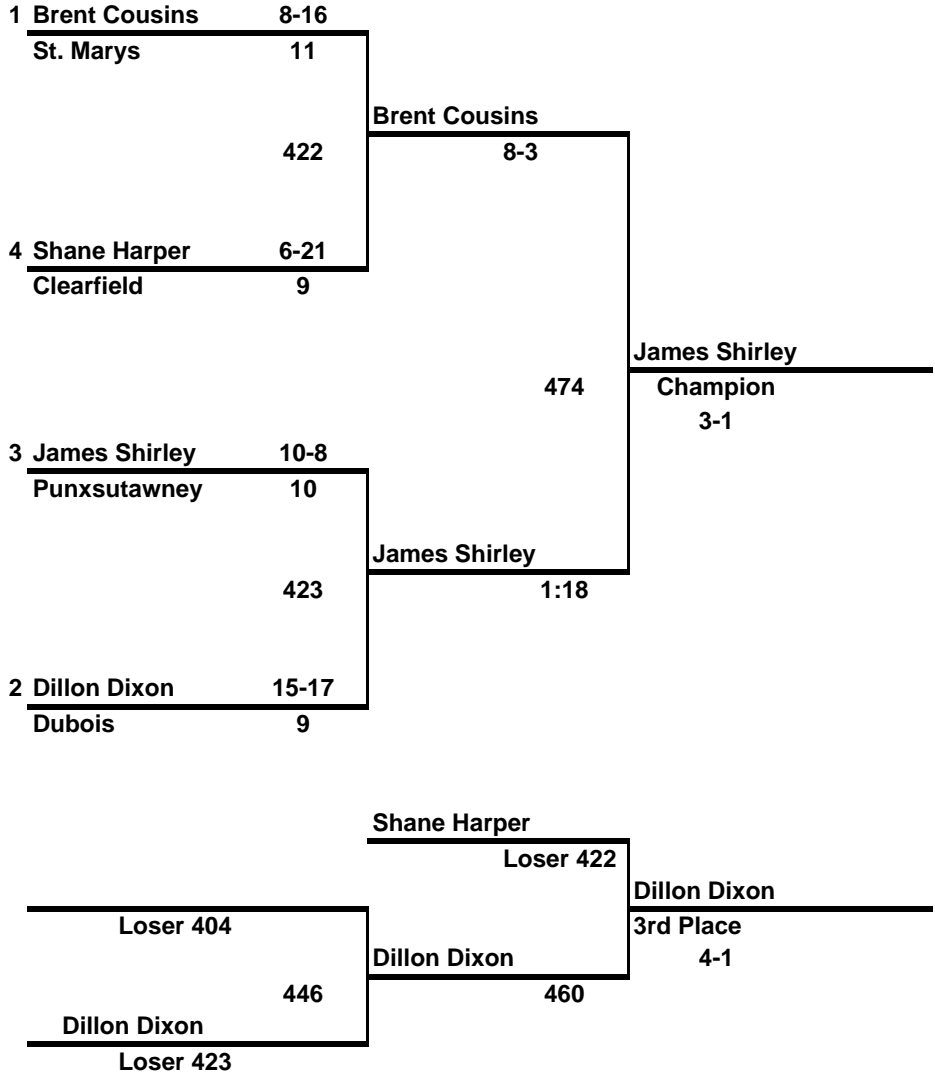 1 Brent Cousins 8-16
St. Marys 11
Brent Cousins
422 8-3
4 Shane Harper 6-21
Clearfield 9
James Shirley
474 Champion
3-1
3 James Shirley 10-8
Punxsutawney 10
James Shirley
423 1:18
2 Dillon Dixon 15-17
Dubois 9
Shane Harper
Loser 422
Dillon Dixon
Loser 404 3rd Place
Dillon Dixon 4-1
446 460
Dillon Dixon
Loser 423